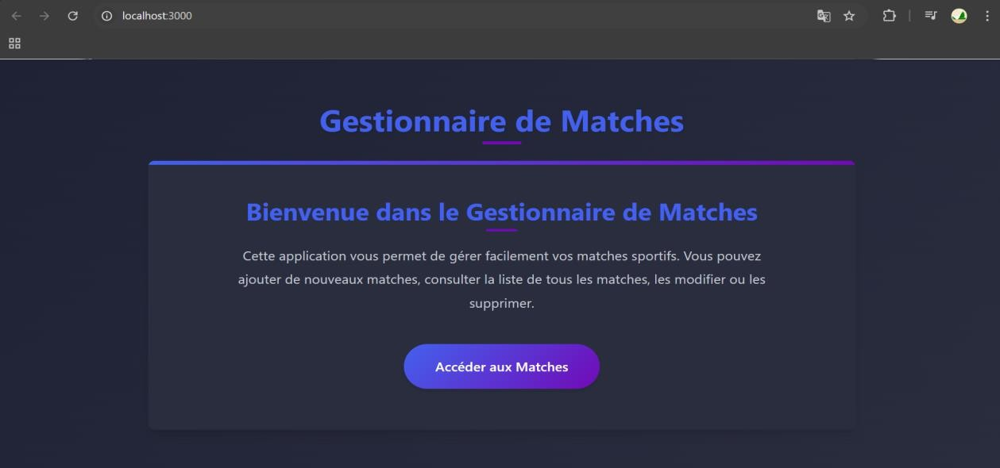 localhost:3000
Gestionnaire de Matches
Bienvenue dans le Gestionnaire de Matches
Cette application vous permet de gérer facilement vos matches sportifs. Vous pouvez
ajouter de nouveaux matches, consulter la liste de tous les matches, les modifier ou les
supprimer.
Accéder aux Matches